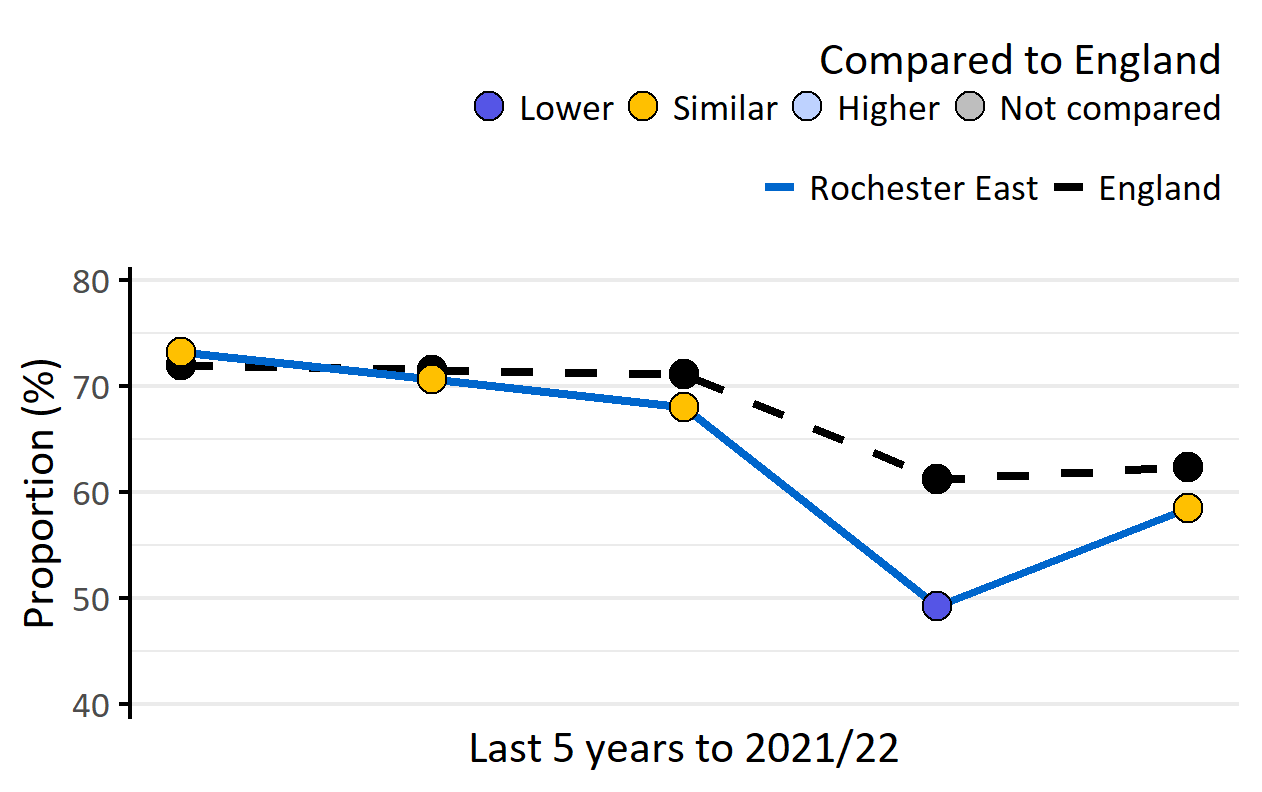 Compared to England
Lower Similar Higher Not compared
Rochester East England
80
70
60
50
40
Proportion (%)
Last 5 years to 2021/22